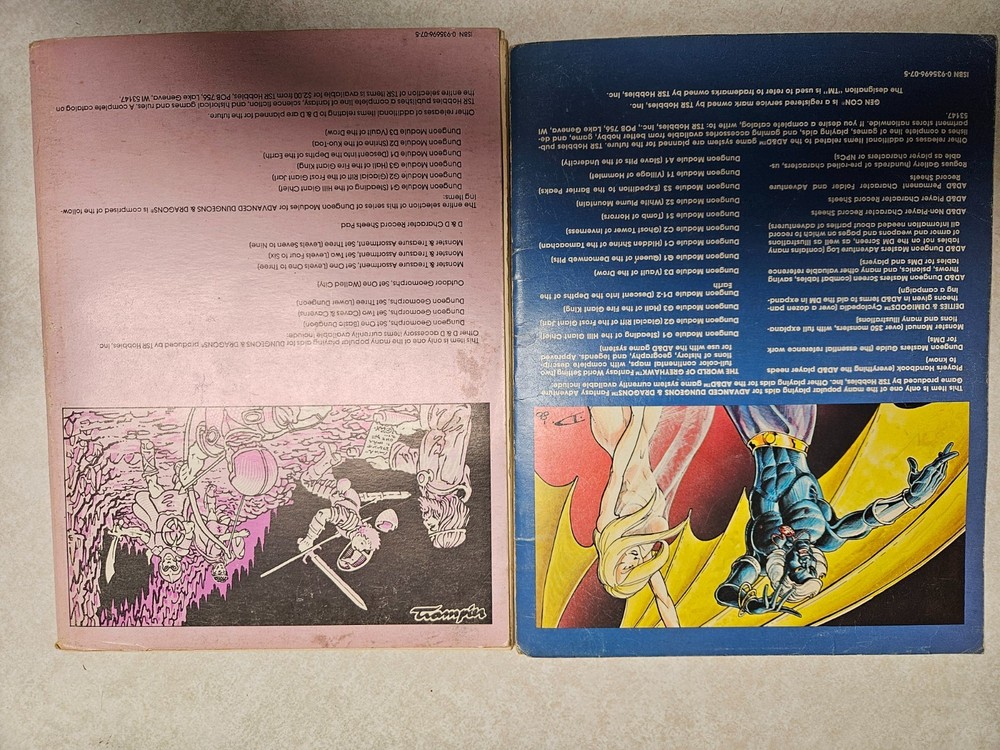 This item is only one of the many popular playing aids for ADVANCED DUNGEONS & DRAGONS™ Fantasy Adventure
Game produced by TSR Hobbies, Inc. Other playing aids for the AD&D™ game system currently available include:
Players Handbook (everything the AD&D player needs
to know)
Dungeon Masters Guide (the essential reference work
for DMs)
Monster Manual (over 350 monsters, with full explan-
ations and many illustrations)
DEITIES & DEMIGODS™ Cyclopedia (over a dozen pan-
theons given in AD&D terms to aid the DM in expand-
ing a campaign)
AD&D Dungeon Masters Screen (combat tables, saving
throws, psionics, and many other valuable reference
tables for DMs and players)
AD&D Dungeon Masters Adventure Log (contains many
tables not on the DM Screen, as well as illustrations
of armor and weapons and pages on which to record
all information needed about parties of adventurers)
AD&D Non-Player Character Record Sheets
AD&D Player Character Record Sheets
AD&D Permanent Character Folder and Adventure
Record Sheets
Rogues Gallery (hundreds of pre-rolled characters, us-
able as player characters or NPCs)
THE WORLD OF GREYHAWK™ Fantasy World Setting (two
full-color continental maps, with complete descrip-
tions of history, geography, and legends. Approved
for use with the AD&D game system)
Dungeon Module G1 (Steading of the Hill Giant Chief)
Dungeon Module G2 (Glacial Rift of the Frost Giant Jarl)
Dungeon Module G3 (Hall of the Fire Giant King)
Dungeon Module D1-2 (Descent Into the Depths of the
Earth
Dungeon Module D3 (Vault of the Drow
Dungeon Module Q1 (Queen of the Demonweb Pits)
Dungeon Module C1 (Hidden Shrine of the Tamoachan)
Dungeon Module C2 (Ghost Tower of Inverness)
Dungeon Module S1 (Tomb of Horrors)
Dungeon Module S2 (White Plume Mountain)
Dungeon Module S3 (Expedition to the Barrier Peaks)
Dungeon Module T1 (Village of Hommlet)
Dungeon Module A1 (Slave Pits of the Undercity)
Other releases of additional items related to the AD&D™ game system are planned for the future. TSR Hobbies pub-
lishes a complete line of games, playing aids, and gaming accessories available from better hobby, game, and de-
partment stores nationwide. If you desire a complete catalog, write to: TSR Hobbies, Inc., POB 756, Lake Geneva, WI
53147.
GEN CON® is a registered service mark owned by TSR Hobbies, Inc.
The designation "TM" is used to refer to trademarks owned by TSR Hobbies, Inc.
ISBN 0-935696-07-5
Trampier
This item is only one of the many popular playing aids for DUNGEONS & DRAGONS® produced by TSR Hobbies, Inc.
Other D & D accessory items currently available include:
Dungeon Geomorphs, Set One (Basic Dungeon)
Dungeon Geomorphs, Set Two (Caves & Caverns)
Dungeon Geomorphs, Set Three (Lower Dungeon)
Outdoor Geomorphs, Set One (Walled City)
Monster & Treasure Assortment, Set One (Levels One to Three)
Monster & Treasure Assortment, Set Two (Levels Four to Six)
Monster & Treasure Assortment, Set Three (Levels Seven to Nine)
D & D Character Record Sheets Pad
The entire selection of this series of Dungeon Modules for ADVANCED DUNGEONS & DRAGONS® is comprised of the follow-
ing items:
Dungeon Module G1 (Steading of the Hill Giant Chief)
Dungeon Module G2 (Glacial Rift of the Frost Giant Jarl)
Dungeon Module G3 (Hall of the Fire Giant King)
Dungeon Module D1 (Descent into the Depths of the Earth)
Dungeon Module D2 (Shrine of the Kuo-Toa)
Dungeon Module D3 (Vault of the Drow)
Other releases of additional items relating to D & D are planned for the future.
TSR Hobbies publishes a complete line of fantasy, science fiction, and historical games and rules. A complete catalog on
the entire selection of TSR items is available for $2.00 from TSR Hobbies, POB 756, Lake Geneva, WI 53147.
ISBN 0-935696-07-5